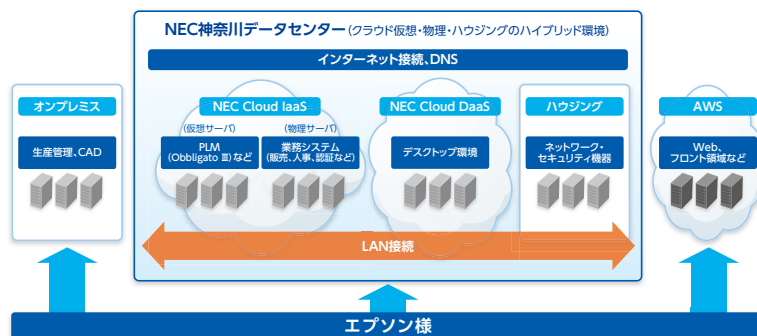 NEC神奈川データセンター(クラウド仮想・物理・ハウジングのハイブリッド環境)
インターネット接続、DNS
オンプレミス
NEC Cloud IaaS
NEC Cloud DaaS
ハウジング
AWS
(仮想サーバ)
(物理サーバ)
生産管理、CAD
PLM
(Obbligato Ⅲ)など
業務システム
(販売、人事、認証など)
デスクトップ環境
ネットワーク・
セキュリティ機器
Web、
フロント領域など
LAN接続
エプソン様